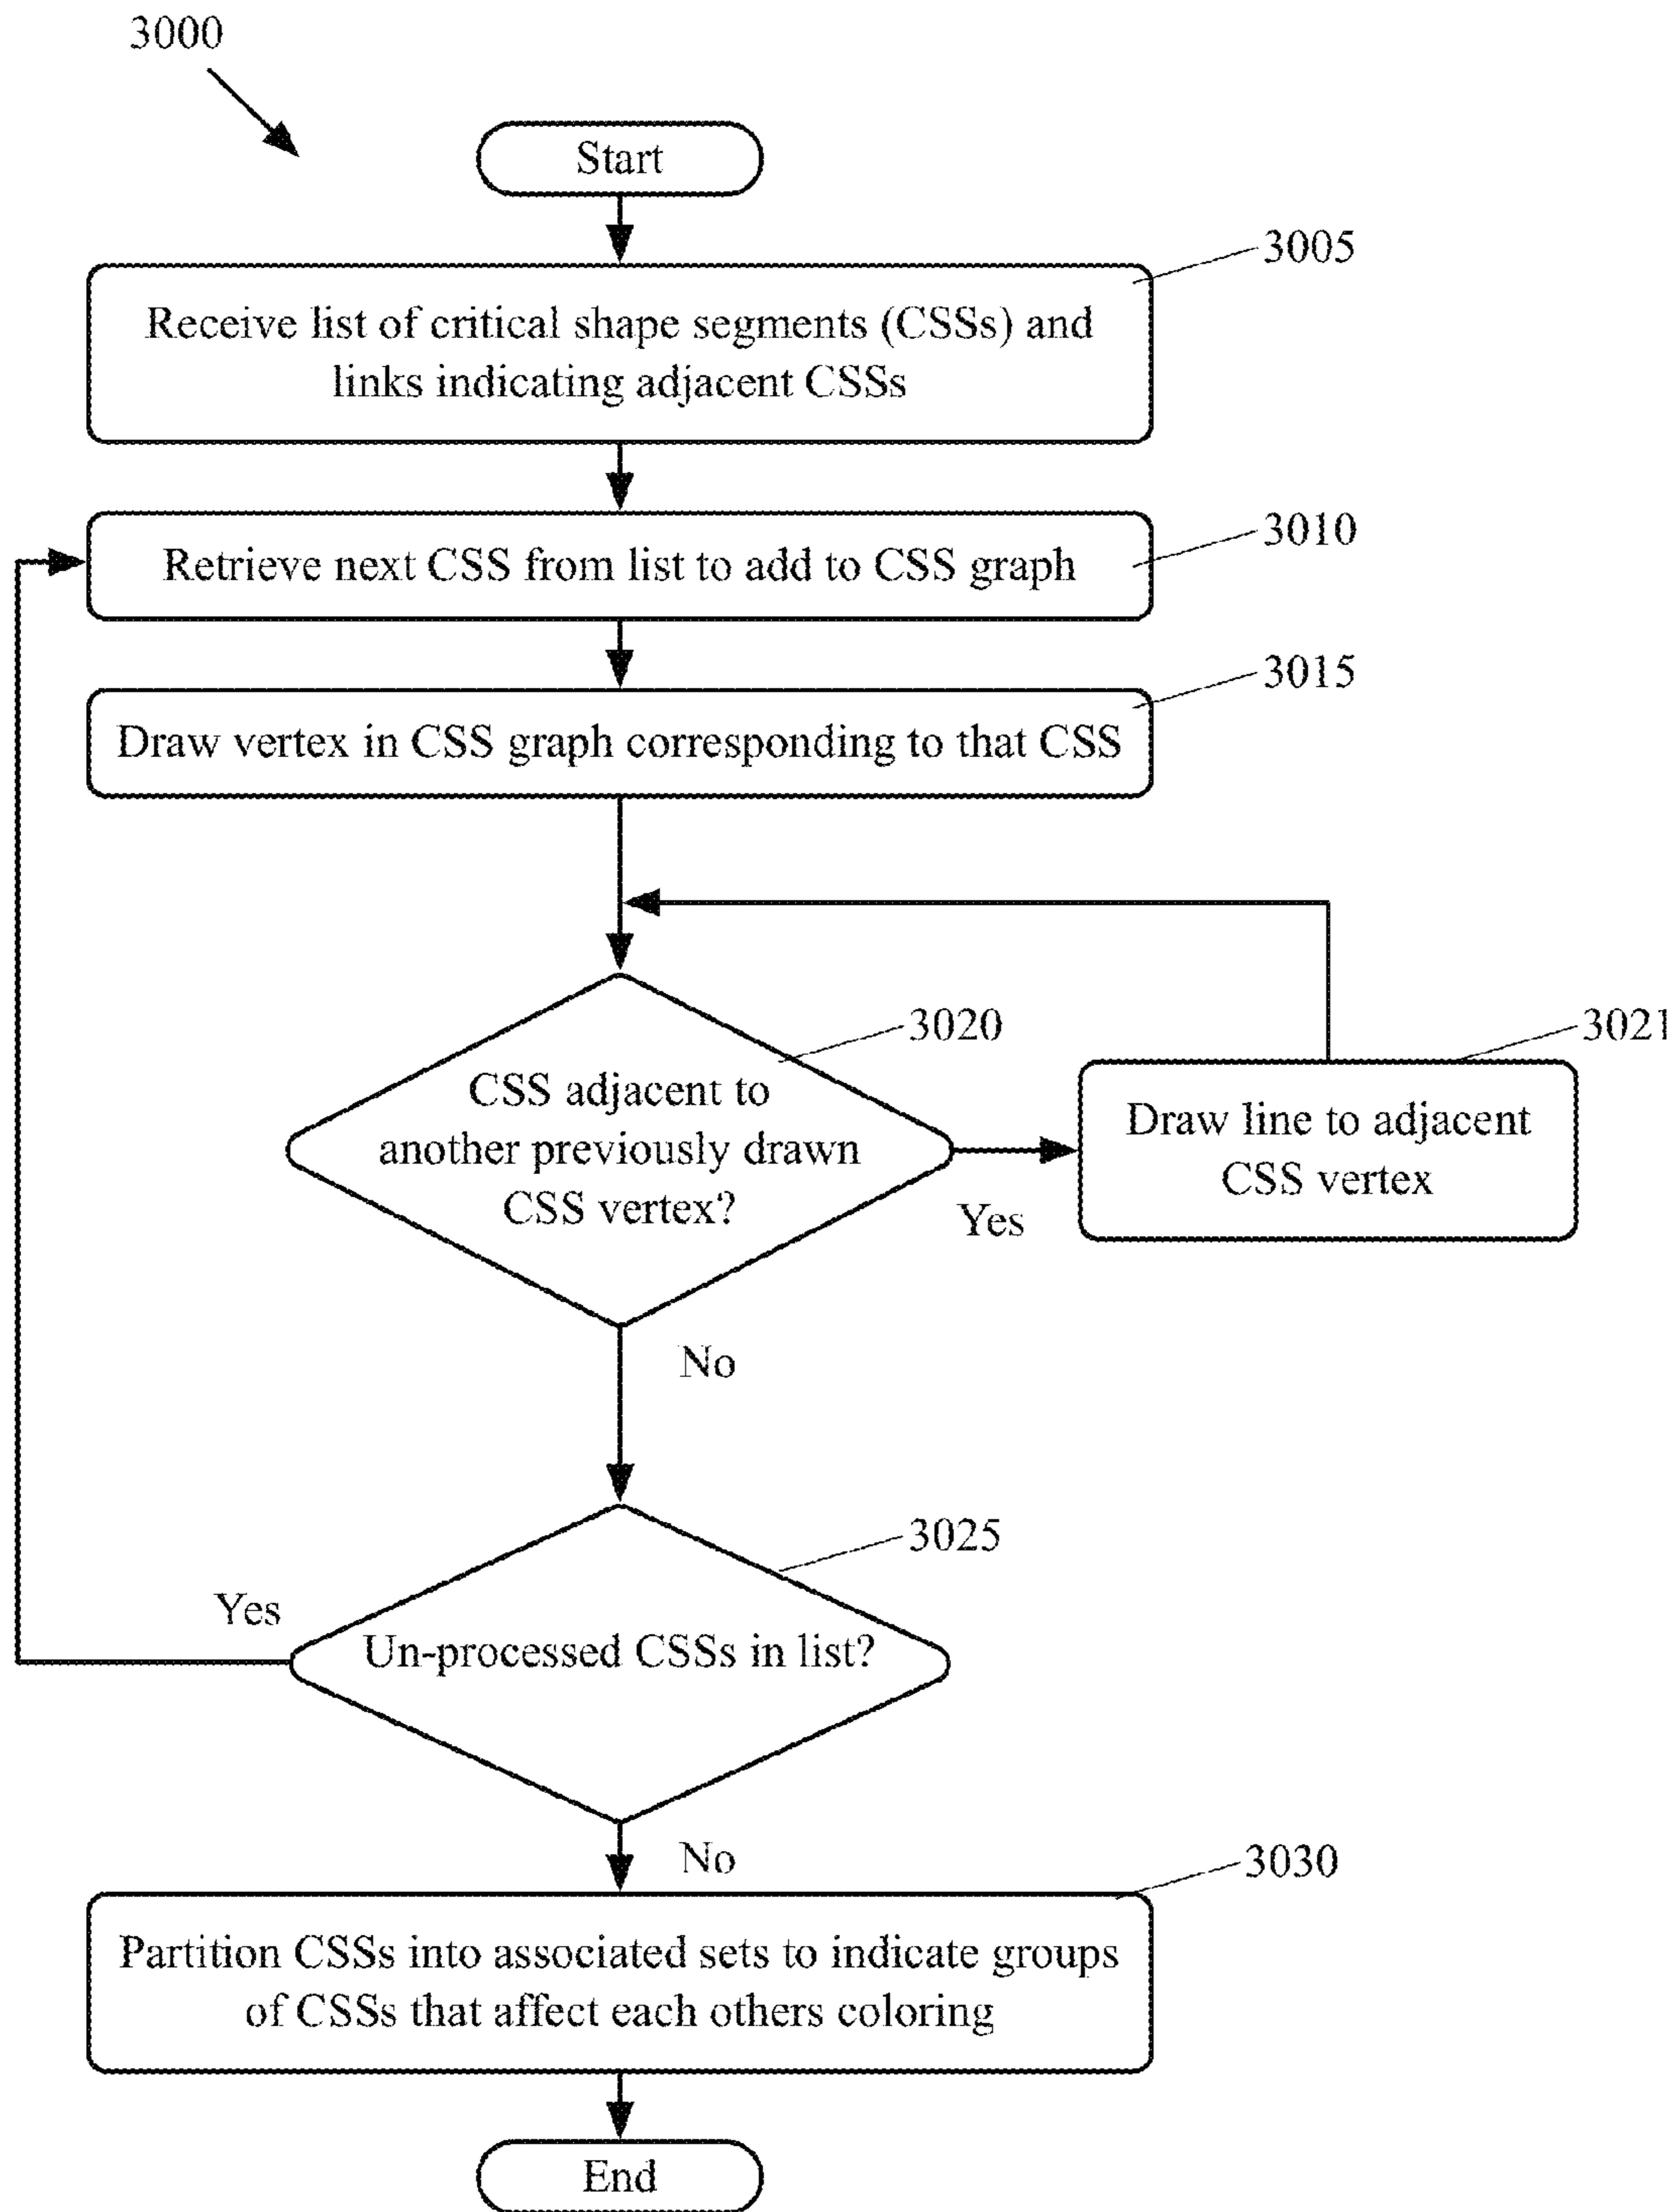 3000
Start
3005
Receive list of critical shape segments (CSSs) and
links indicating adjacent CSSs
3010
Retrieve next CSS from list to add to CSS graph
3015
Draw vertex in CSS graph corresponding to that CSS
3020
CSS adjacent to
another previously drawn
CSS vertex?
Yes
3021
Draw line to adjacent
CSS vertex
No
3025
Un-processed CSSs in list?
Yes
No
3030
Partition CSSs into associated sets to indicate groups
of CSSs that affect each others coloring
End